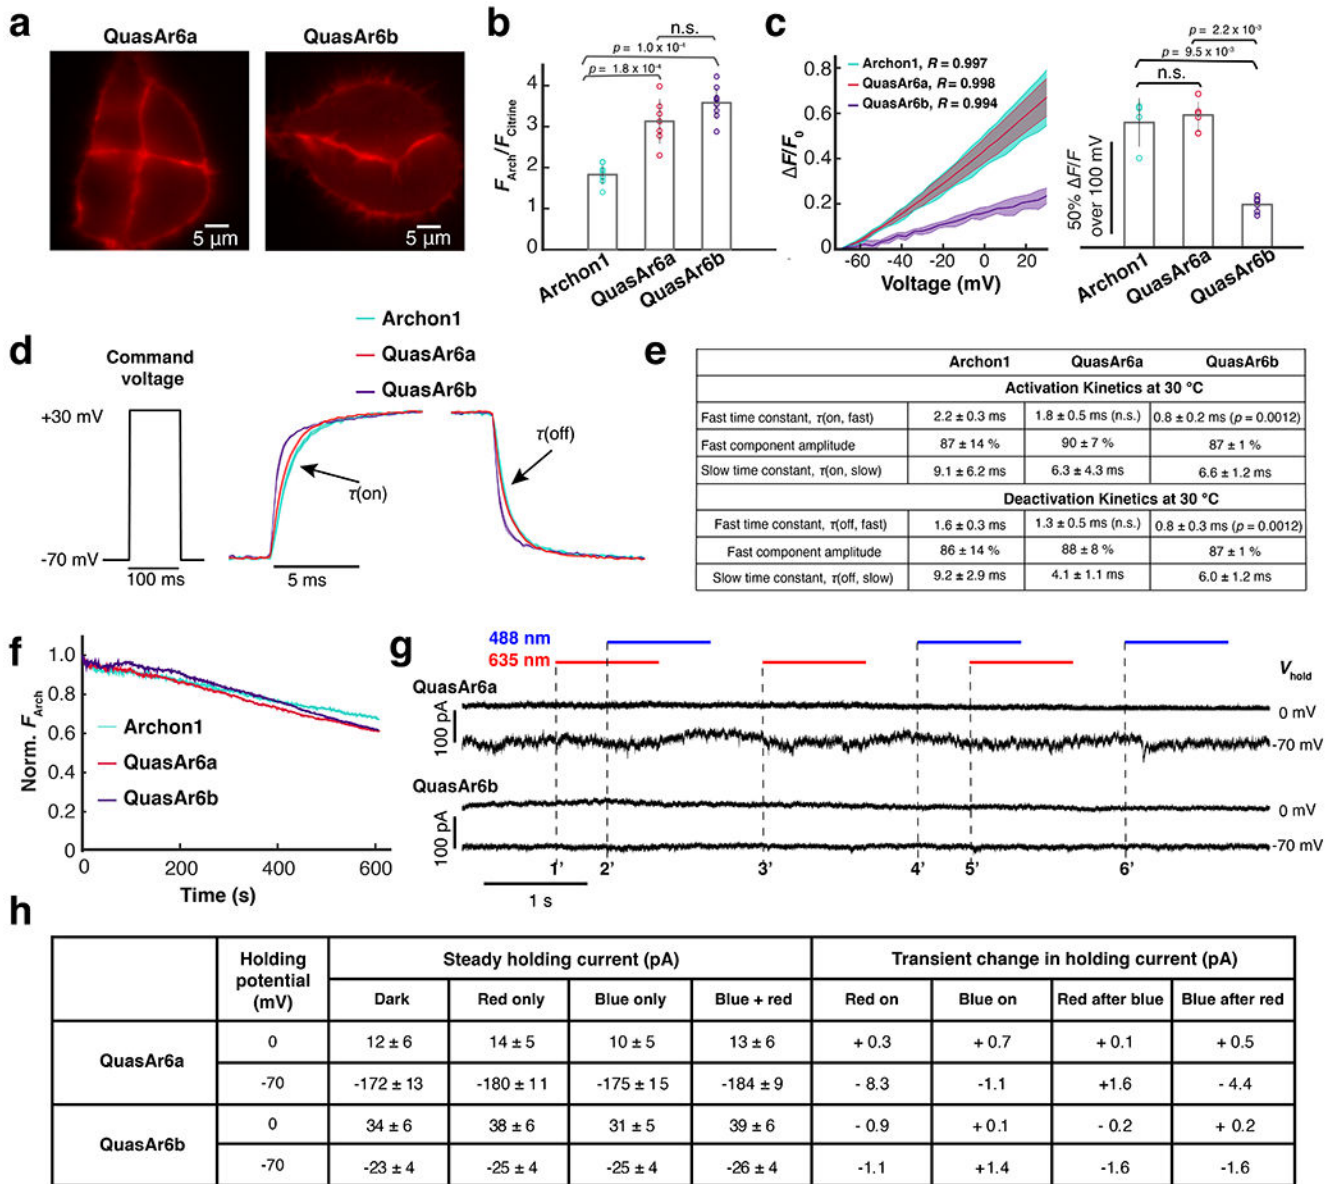 a
QuasAr6a
QuasAr6b
5 µm
5 µm
b
n.s.
p = 1.0 x 10⁻⁶
F_Arch/F_Citrine
4
3
2
1
0
Archon1
QuasAr6a
QuasAr6b
c
Archon1, R = 0.997
QuasAr6a, R = 0.998
QuasAr6b, R = 0.994
ΔF/F₀
0.8
0.6
0.4
0.2
0
-60
-40
-20
0
20
Voltage (mV)
p = 2.2 x 10⁻³
p = 9.5 x 10⁻³
n.s.
50% ΔF/F
over 100 mV
Archon1
QuasAr6a
QuasAr6b
d
Archon1
QuasAr6a
QuasAr6b
Command
voltage
+30 mV
-70 mV
100 ms
τ(on)
τ(off)
5 ms
e
Archon1 QuasAr6a QuasAr6b
Activation Kinetics at 30 °C
Fast time constant, τ(on, fast) 2.2 ± 0.3 ms 1.8 ± 0.5 ms (n.s.) 0.8 ± 0.2 ms (p = 0.0012)
Fast component amplitude 87 ± 14 % 90 ± 7 % 87 ± 1 %
Slow time constant, τ(on, slow) 9.1 ± 6.2 ms 6.3 ± 4.3 ms 6.6 ± 1.2 ms
Deactivation Kinetics at 30 °C
Fast time constant, τ(off, fast) 1.6 ± 0.3 ms 1.3 ± 0.5 ms (n.s.) 0.8 ± 0.3 ms (p = 0.0012)
Fast component amplitude 86 ± 14 % 88 ± 8 % 87 ± 1 %
Slow time constant, τ(off, slow) 9.2 ± 2.9 ms 4.1 ± 1.1 ms 6.0 ± 1.2 ms
f
Norm. F_Arch
1.0
0.8
0.6
0.4
0.2
0
Archon1
QuasAr6a
QuasAr6b
0
200
400
600
Time (s)
g
488 nm
635 nm
V_hold
QuasAr6a
100 pA
0 mV
-70 mV
QuasAr6b
100 pA
0 mV
-70 mV
1’ 2’ 3’ 4’ 5’ 6’
1 s
h
Holding potential (mV) Steady holding current (pA) Transient change in holding current (pA)
Dark Red only Blue only Blue + red Red on Blue on Red after blue Blue after red
QuasAr6a
0 12 ± 6 14 ± 5 10 ± 5 13 ± 6 + 0.3 + 0.7 + 0.1 + 0.5
-70 -172 ± 13 -180 ± 11 -175 ± 15 -184 ± 9 - 8.3 -1.1 +1.6 - 4.4
QuasAr6b
0 34 ± 6 38 ± 6 31 ± 5 39 ± 6 - 0.9 + 0.1 - 0.2 + 0.2
-70 -23 ± 4 -25 ± 4 -25 ± 4 -26 ± 4 -1.1 +1.4 -1.6 -1.6